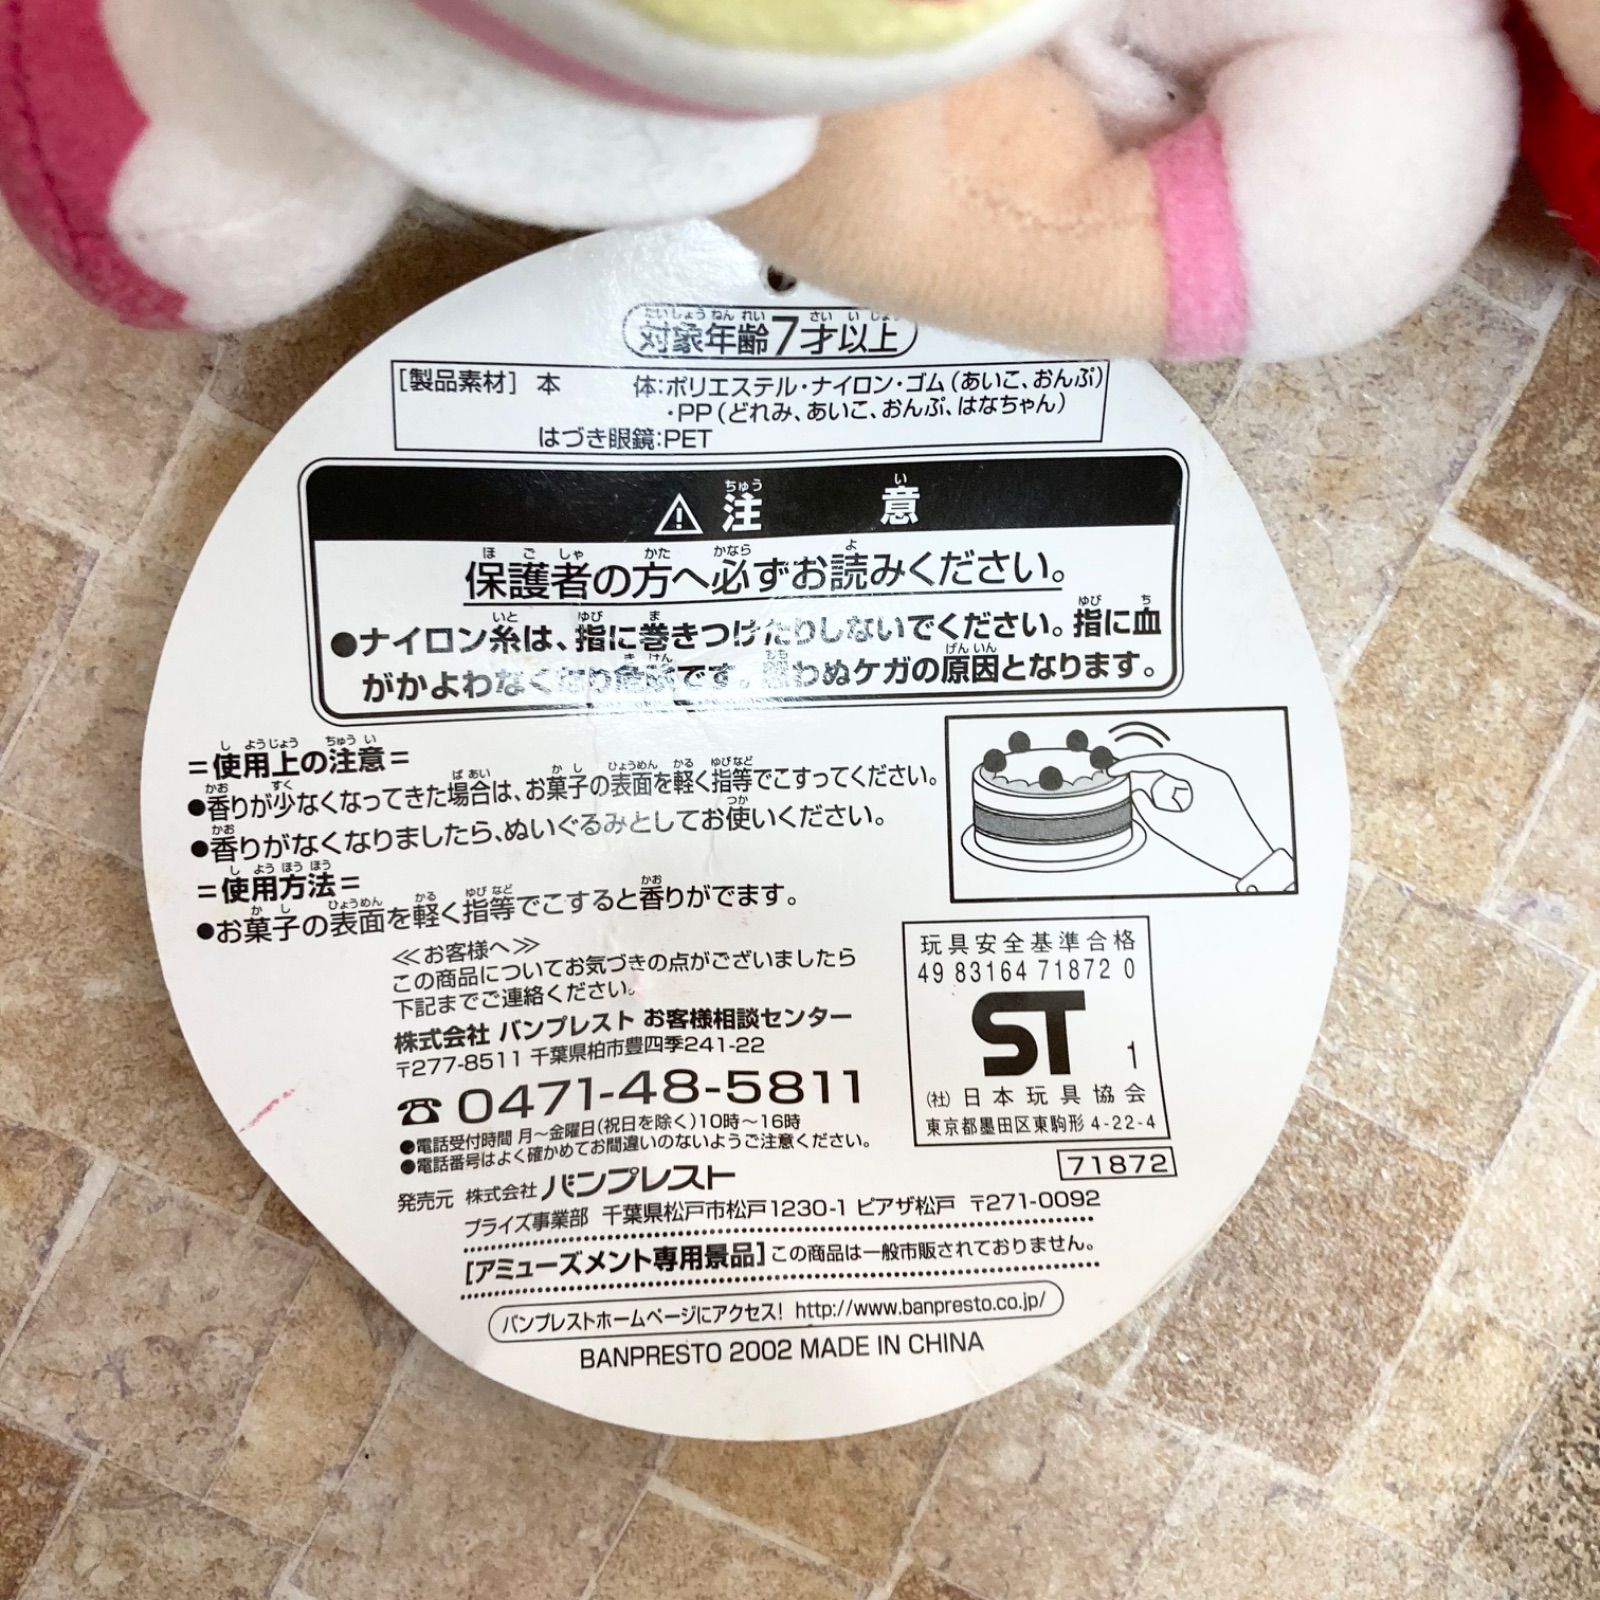 対象年齢7才以上
[製品素材] 本 体:ポリエステル・ナイロン・ゴム(あいこ、おんぷ)
・PP(どれみ、あいこ、おんぷ、はなちゃん)
はづき眼鏡:PET
⚠注 意
保護者の方へ必ずお読みください。
●ナイロン糸は、指に巻きつけたりしないでください。指に血
がかよわなくなり危険です。思わぬケガの原因となります。
=使用上の注意=
●香りが少なくなってきた場合は、お菓子の表面を軽く指等でこすってください。
●香りがなくなりましたら、ぬいぐるみとしてお使いください。
=使用方法=
●お菓子の表面を軽く指等でこすると香りがでます。
≪お客様へ≫
この商品についてお気づきの点がございましたら
下記までご連絡ください。
株式会社 バンプレスト お客様相談センター
〒277-8511 千葉県柏市豊四季241-22
☎ 0471-48-5811
●電話受付時間 月〜金曜日(祝日を除く)10時〜16時
●電話番号はよく確かめてお間違いのないようご注意ください。
玩具安全基準合格
49 83164 71872 0
ST 1
(社)日本玩具協会
東京都墨田区東駒形 4-22-4
71872
発売元 株式会社バンプレスト
プライズ事業部 千葉県松戸市松戸1230-1 ピアザ松戸 〒271-0092
[アミューズメント専用景品]この商品は一般市販されておりません。
バンプレストホームページにアクセス! http://www.banpresto.co.jp/
BANPRESTO 2002 MADE IN CHINA